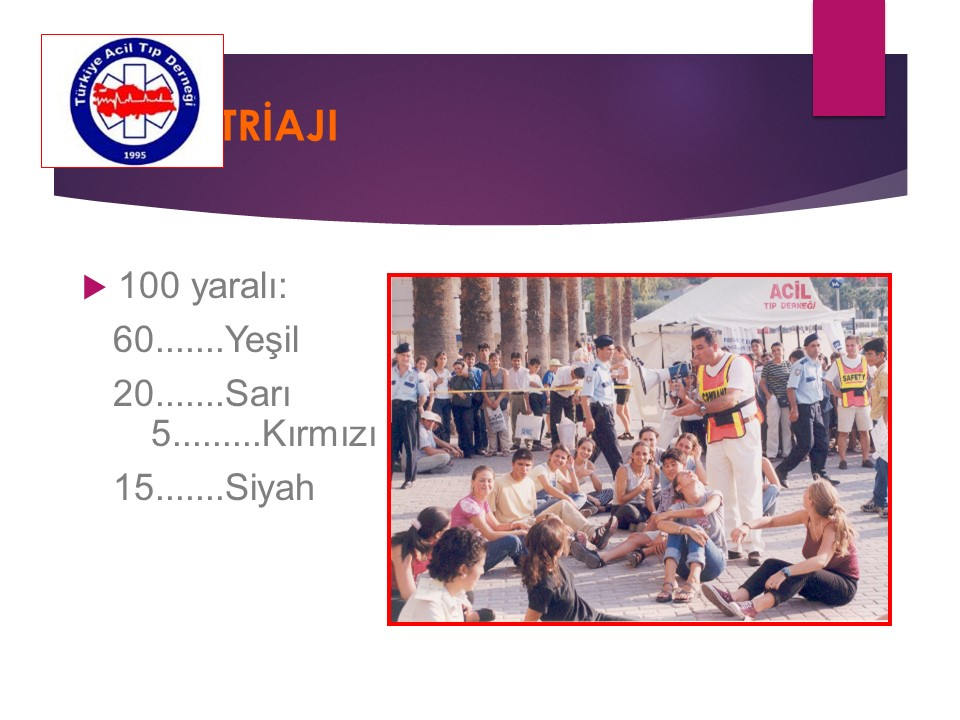 Türkiye Acil Tıp Derneği
1995
TRİAJI
100 yaralı:
60.......Yeşil
20.......Sarı
5.........Kırmızı
15.......Siyah
ACİL
TIP DERNEĞİ
SAFETY